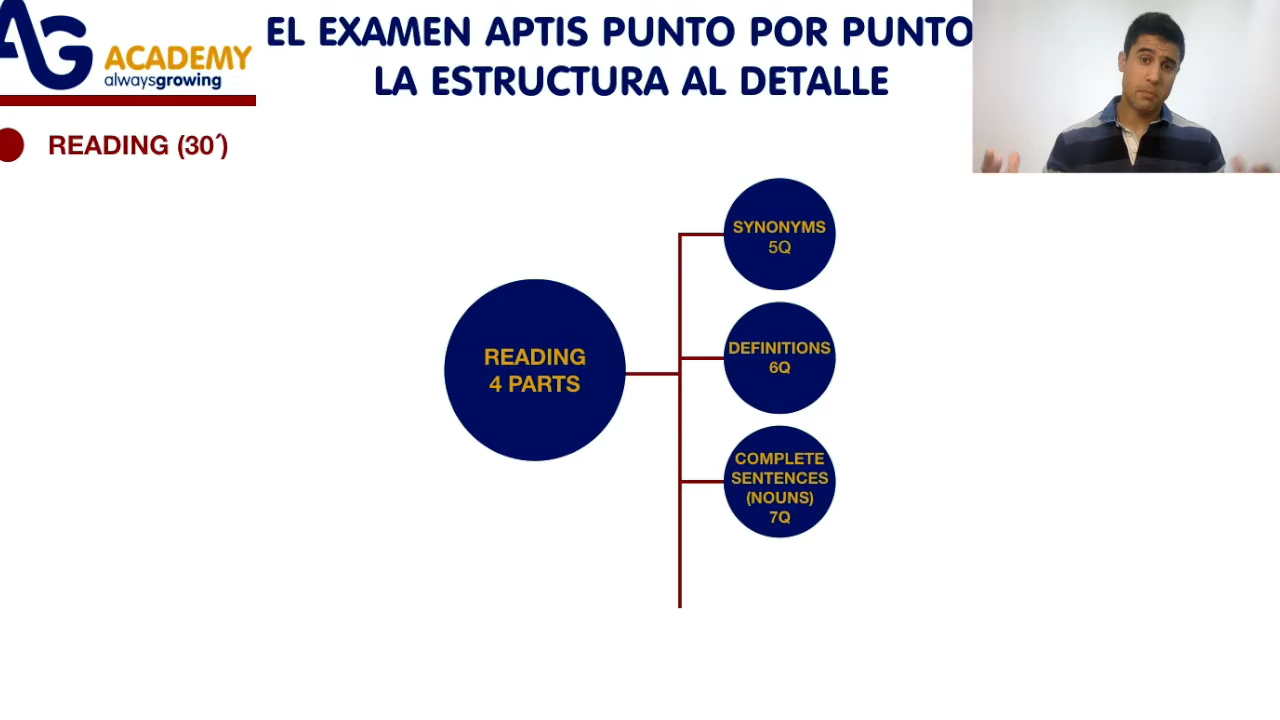 AG
ACADEMY
alwaysgrowing
EL EXAMEN APTIS PUNTO POR PUNTO
LA ESTRUCTURA AL DETALLE
READING (30´)
READING
4 PARTS
SYNONYMS
5Q
DEFINITIONS
6Q
COMPLETE
SENTENCES
(NOUNS)
7Q